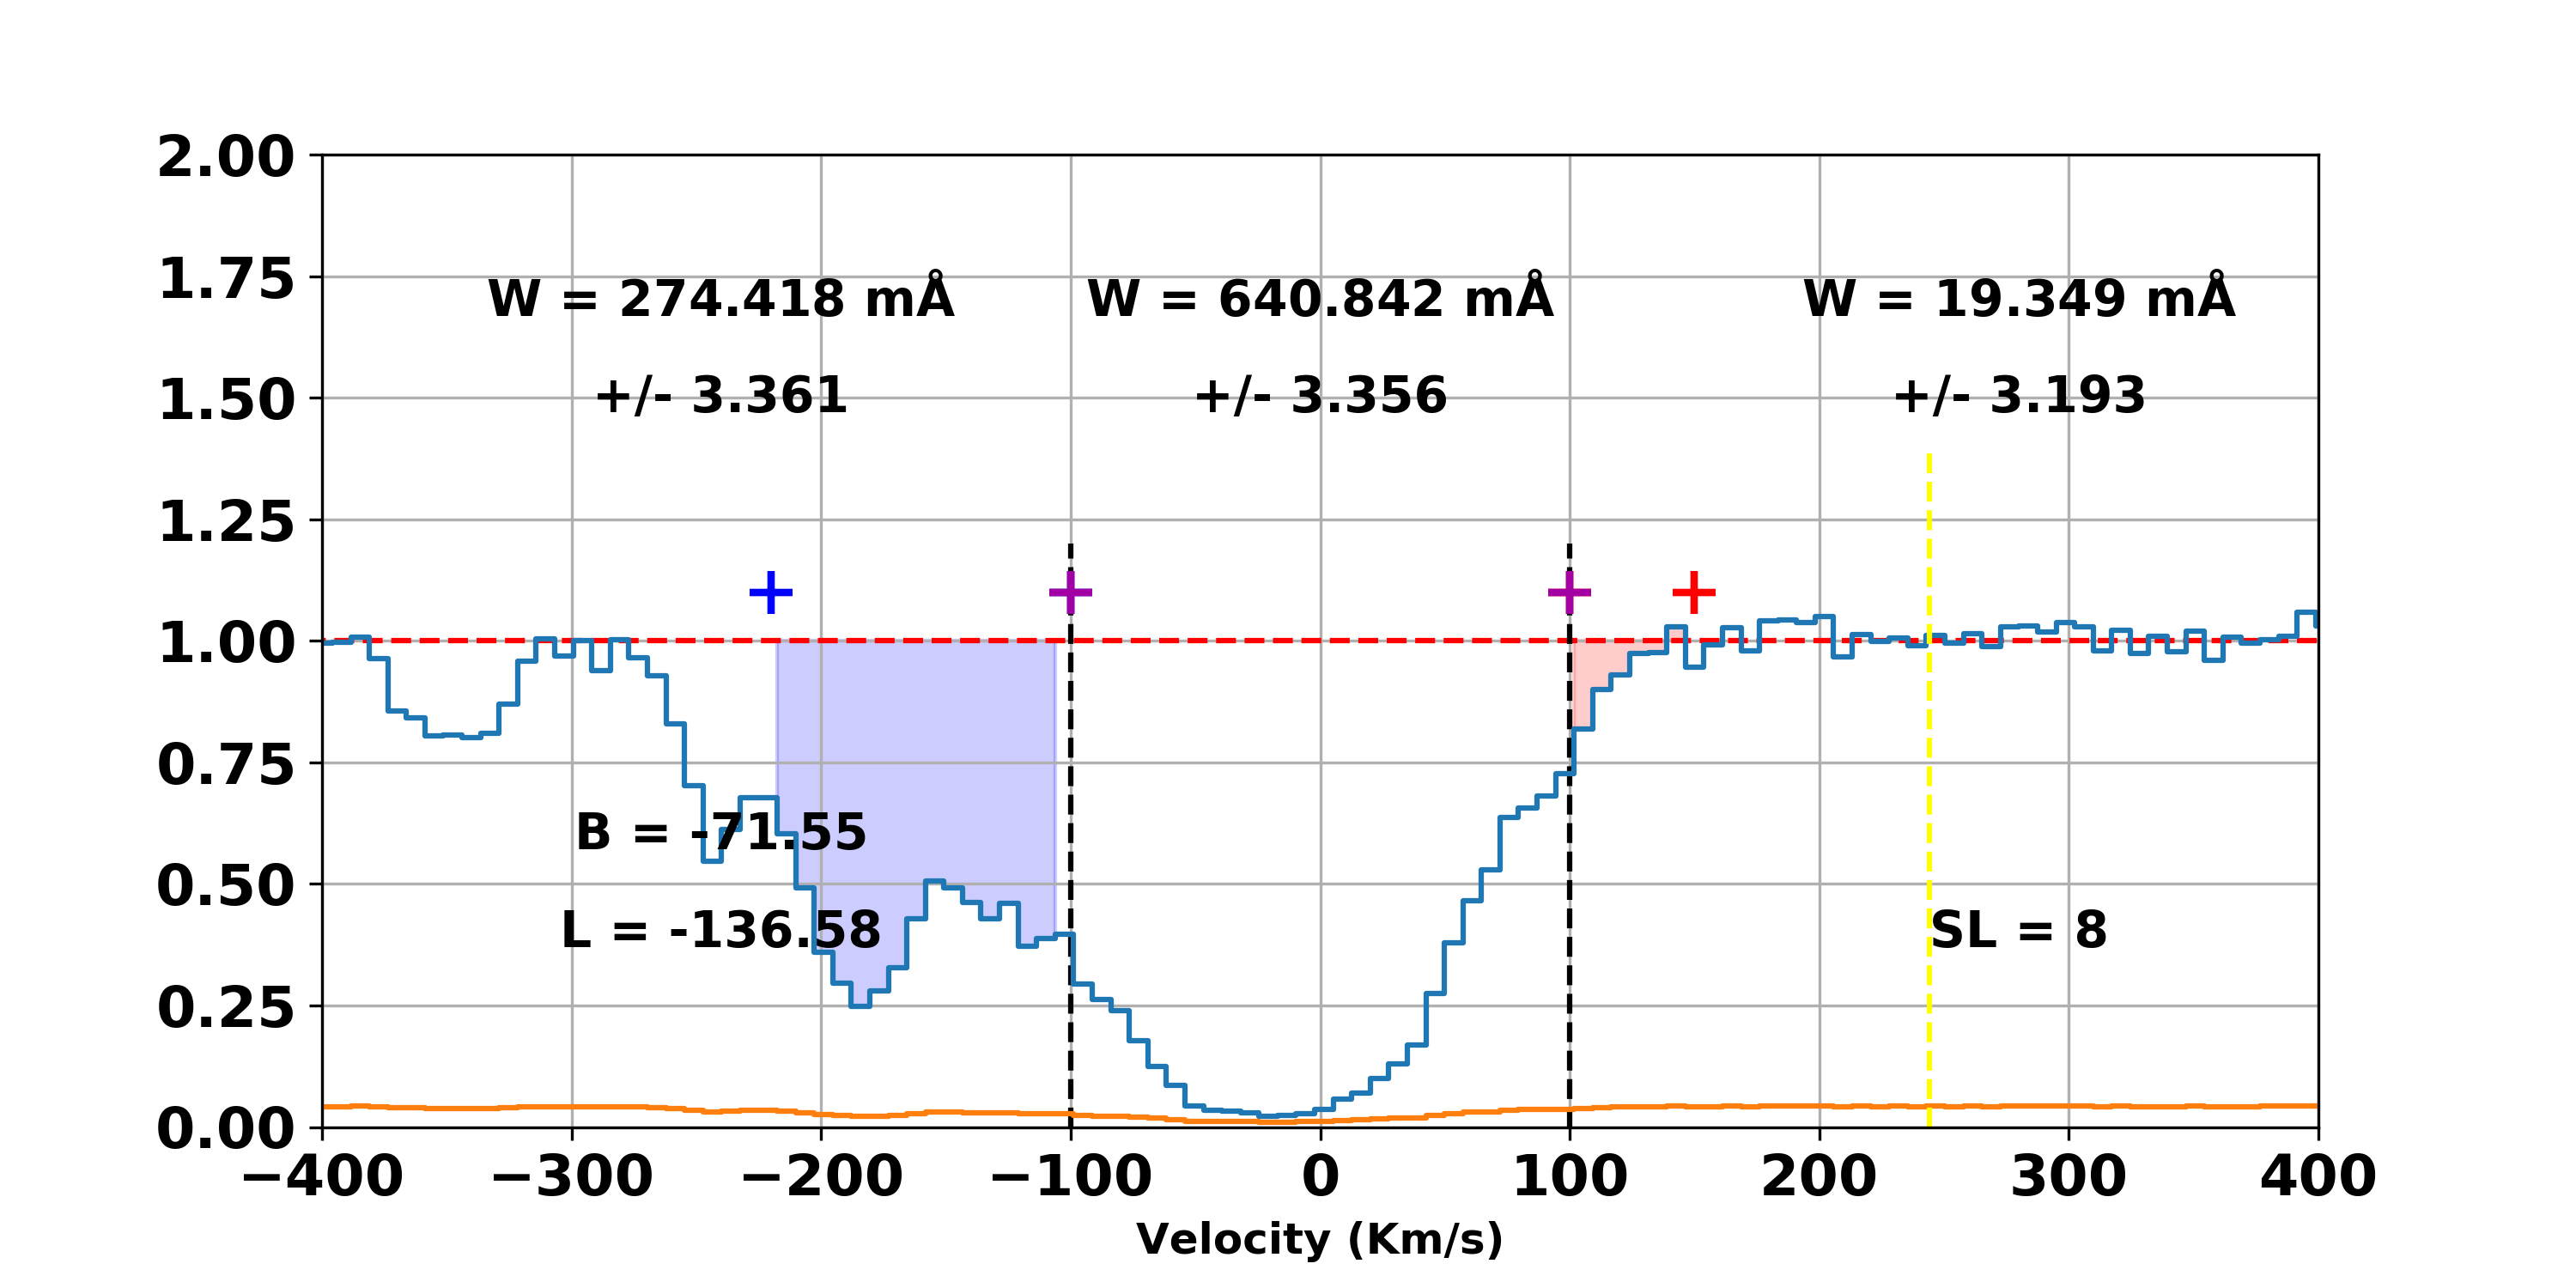 2.00
1.75
1.50
1.25
1.00
0.75
0.50
0.25
0.00
W = 274.418 mÅ
+/- 3.361
W = 640.842 mÅ
+/- 3.356
W = 19.349 mÅ
+/- 3.193
B = -71.55
L = -136.58
SL = 8
−400 −300 −200 −100 0 100 200 300 400
Velocity (Km/s)